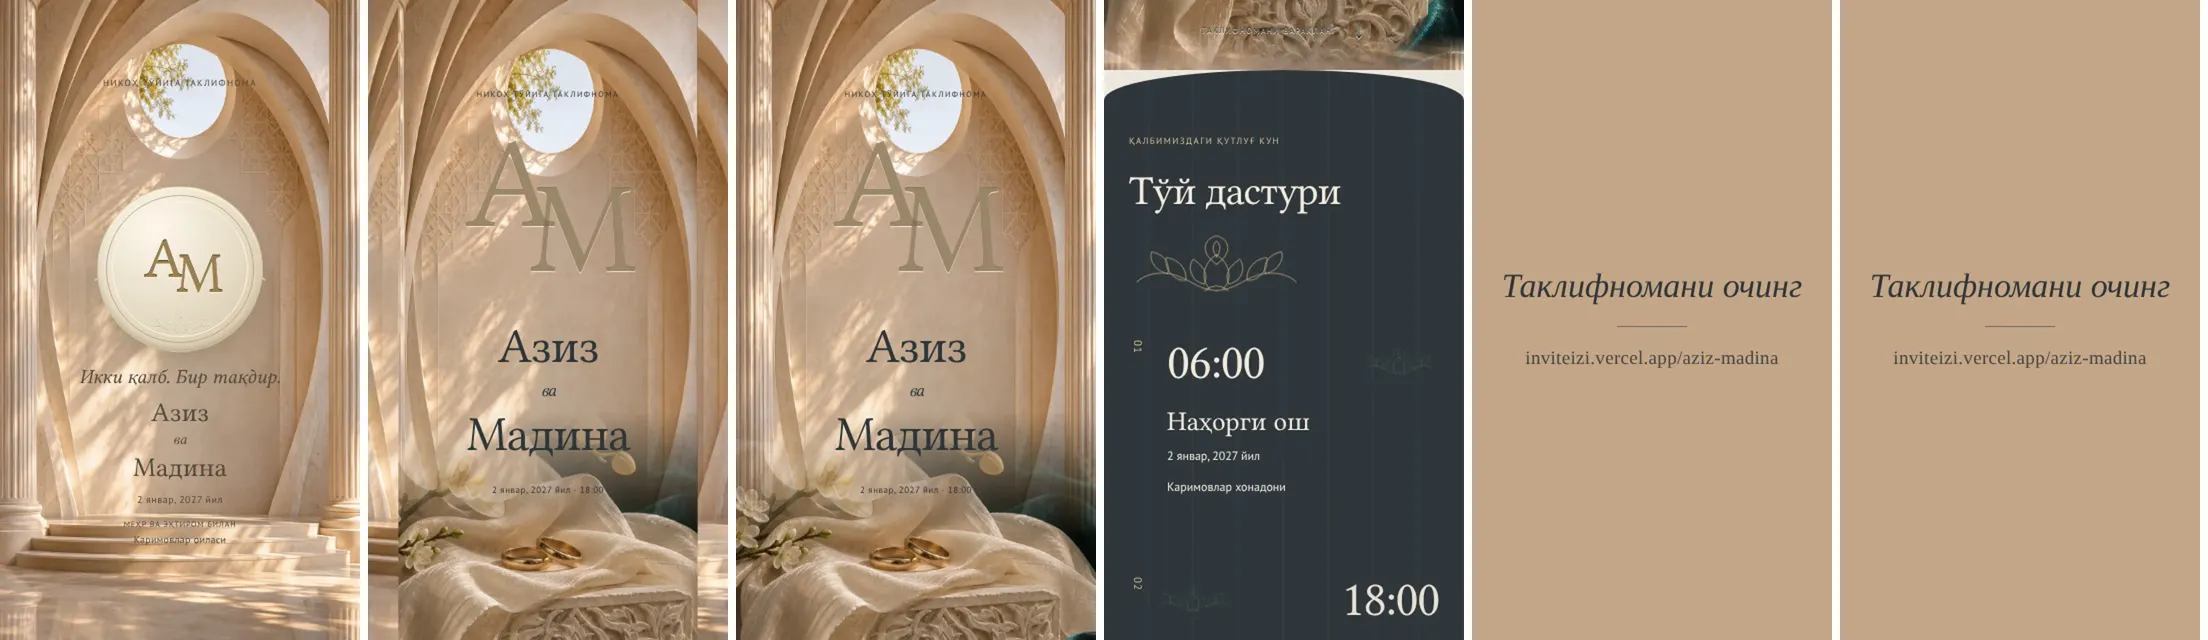 НИКОҲ ТЎЙИГА ТАКЛИФНОМА
АМ
Икки қалб. Бир тақдир.
Азиз
ва
Мадина
2 январ, 2027 йил
МЕҲР ВА ЭҲТИРОМ БИЛАН
Каримовлар оиласи
НИКОҲ ТЎЙИГА ТАКЛИФНОМА
АМ
Азиз
ва
Мадина
2 январ, 2027 йил · 18:00
НИКОҲ ТЎЙИГА ТАКЛИФНОМА
АМ
Азиз
ва
Мадина
2 январ, 2027 йил · 18:00
ҚАЛБИМИЗДАГИ ҚУТЛУҒ КУН
Тўй дастури
01
06:00
Наҳорги ош
2 январ, 2027 йил
Каримовлар хонадони
02
18:00
Таклифномани очинг
inviteizi.vercel.app/aziz-madina
Таклифномани очинг
inviteizi.vercel.app/aziz-madina